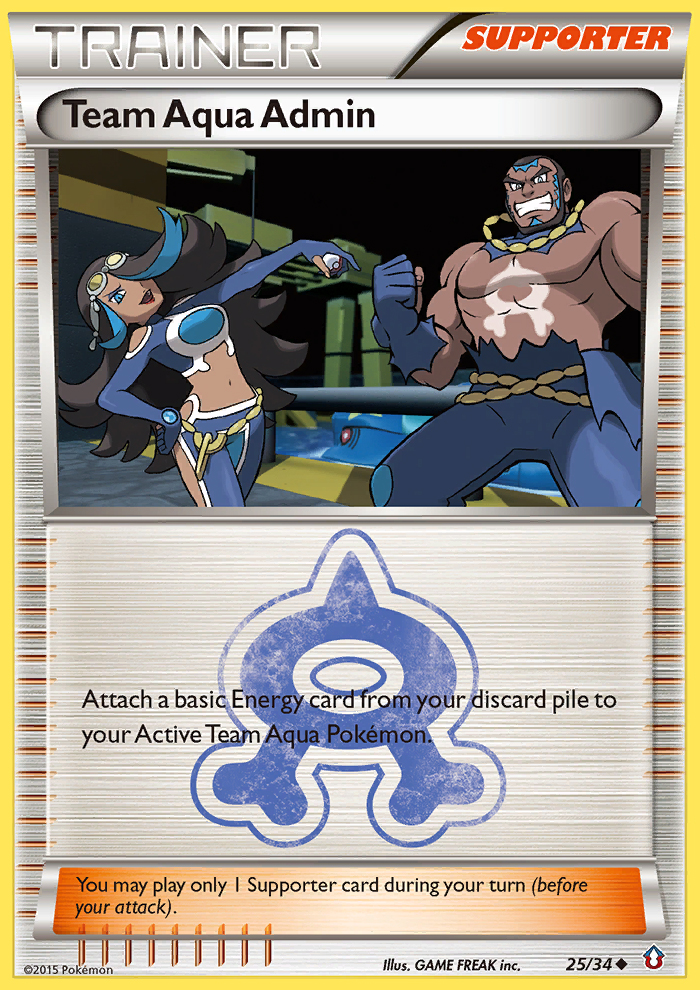 TRAINER
SUPPORTER
Team Aqua Admin
Attach a basic Energy card from your discard pile to
your Active Team Aqua Pokémon.
You may play only 1 Supporter card during your turn (before
your attack).
©2015 Pokémon
Illus. GAME FREAK inc.
25/34